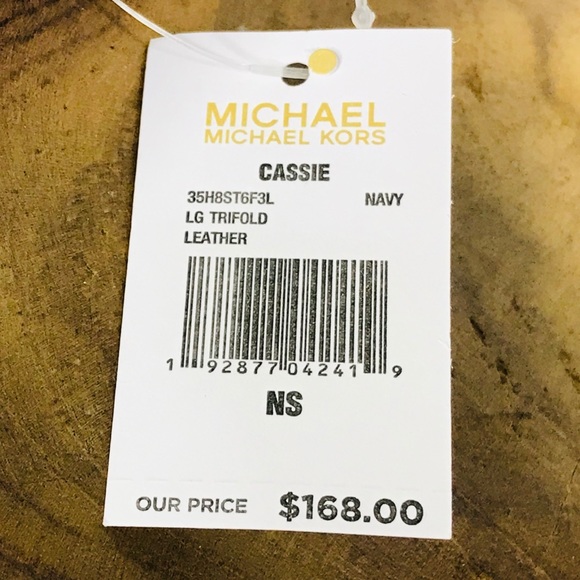 MICHAEL
MICHAEL KORS
CASSIE
35H8ST6F3L NAVY
LG TRIFOLD
LEATHER
1 92877 04241 9
NS
OUR PRICE $168.00